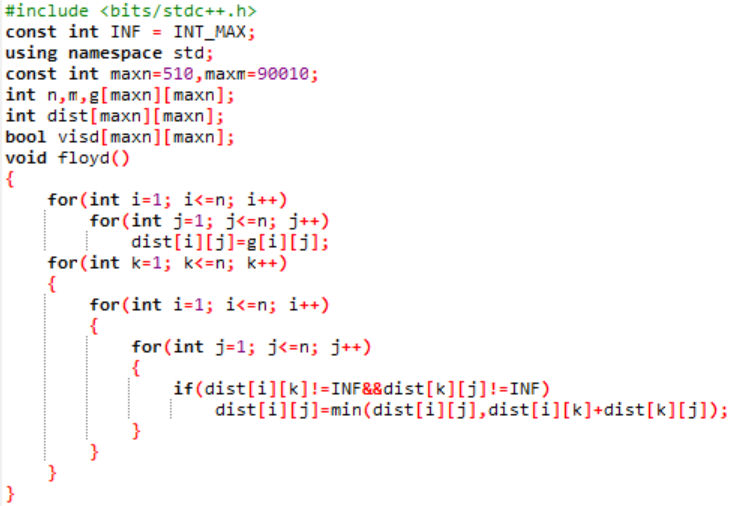 #include <bits/stdc++.h>
const int INF = INT_MAX;
using namespace std;
const int maxn=510,maxm=90010;
int n,m,g[maxn][maxn];
int dist[maxn][maxn];
bool visd[maxn][maxn];
void floyd()
{
    for(int i=1; i<=n; i++)
        for(int j=1; j<=n; j++)
            dist[i][j]=g[i][j];
    for(int k=1; k<=n; k++)
    {
        for(int i=1; i<=n; i++)
        {
            for(int j=1; j<=n; j++)
            {
                if(dist[i][k]!=INF&&dist[k][j]!=INF)
                    dist[i][j]=min(dist[i][j],dist[i][k]+dist[k][j]);
            }
        }
    }
}